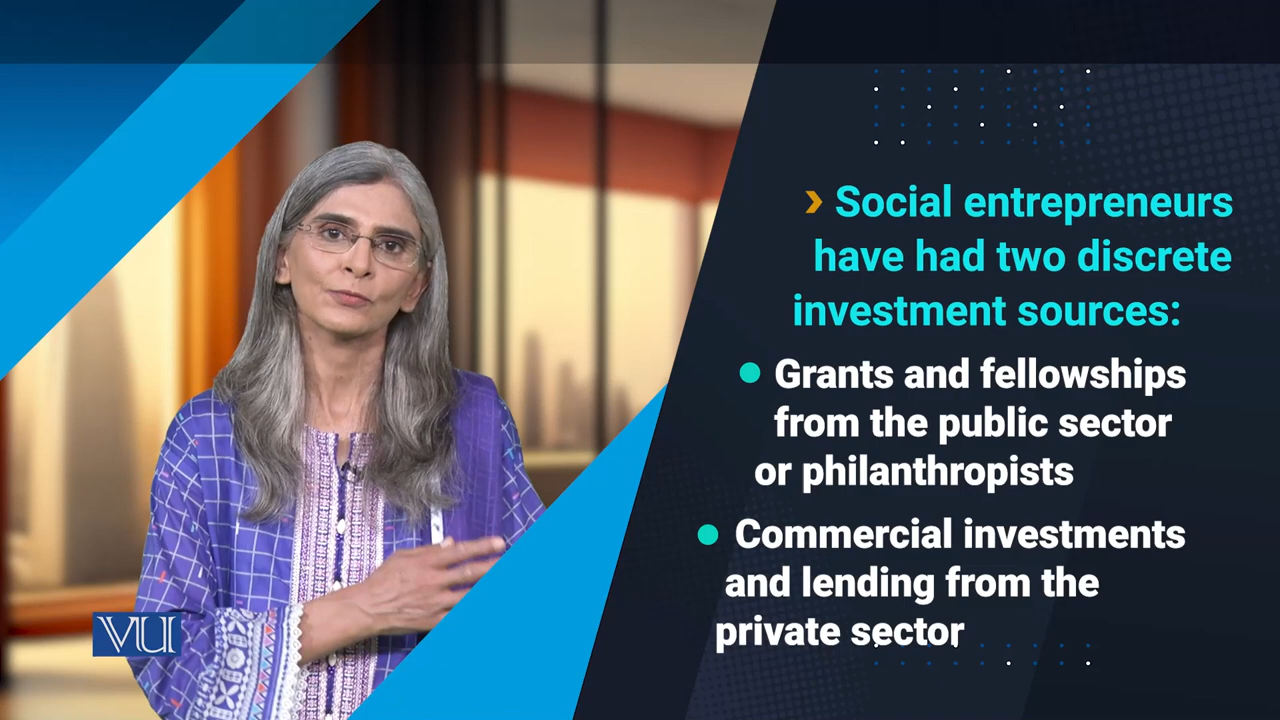 › Social entrepreneurs
have had two discrete
investment sources:
● Grants and fellowships
from the public sector
or philanthropists
● Commercial investments
and lending from the
private sector
VU